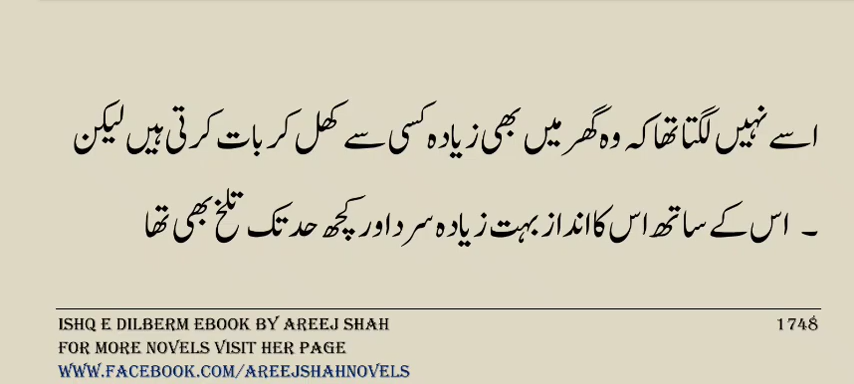 اسے نہیں لگتا تھا کہ وہ گھر میں بھی زیادہ کسی سے کھل کر بات کرتی ہیں لیکن
۔ اس کے ساتھ اس کا انداز بہت زیادہ سرد اور کچھ حد تک تلخ بھی تھا
ISHQ E DILBERM EBOOK BY AREEJ SHAH 1748
FOR MORE NOVELS VISIT HER PAGE
WWW.FACEBOOK.COM/AREEJSHAHNOVELS